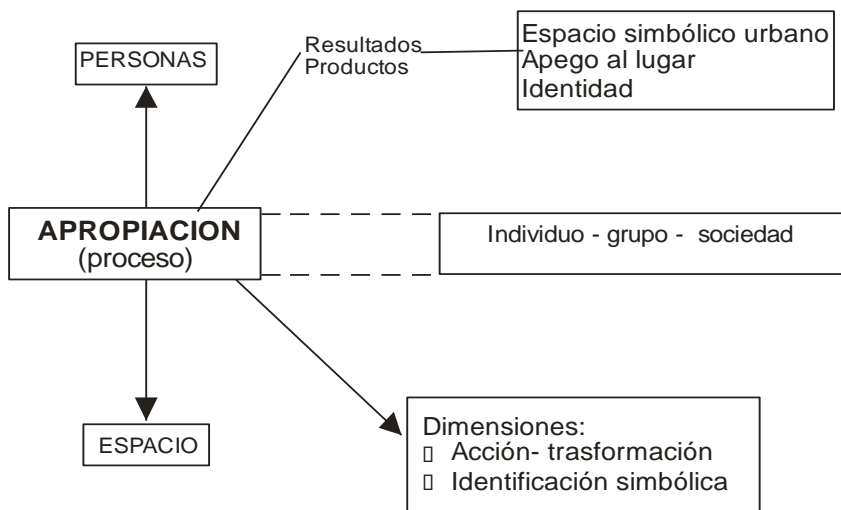 PERSONAS
Resultados
Productos
Espacio simbólico urbano
Apego al lugar
Identidad
APROPIACION
(proceso)
Individuo - grupo - sociedad
ESPACIO
Dimensiones:
▯ Acción- trasformación
▯ Identificación simbólica